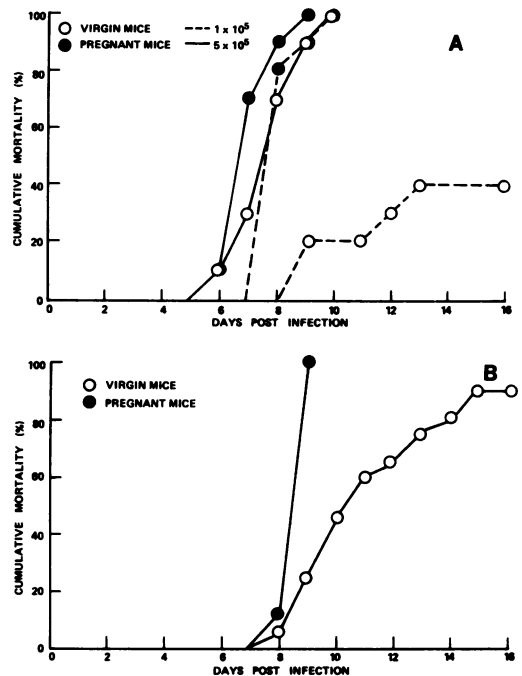 100
80
60
40
20
0
CUMULATIVE MORTALITY (%)
VIRGIN MICE
PREGNANT MICE
1 x 10⁵
5 x 10⁵
A
0 2 4 6 8 10 12 14 16
DAYS POST INFECTION
100
80
60
40
20
0
CUMULATIVE MORTALITY (%)
VIRGIN MICE
PREGNANT MICE
B
0 2 4 6 8 10 12 14 16
DAYS POST INFECTION